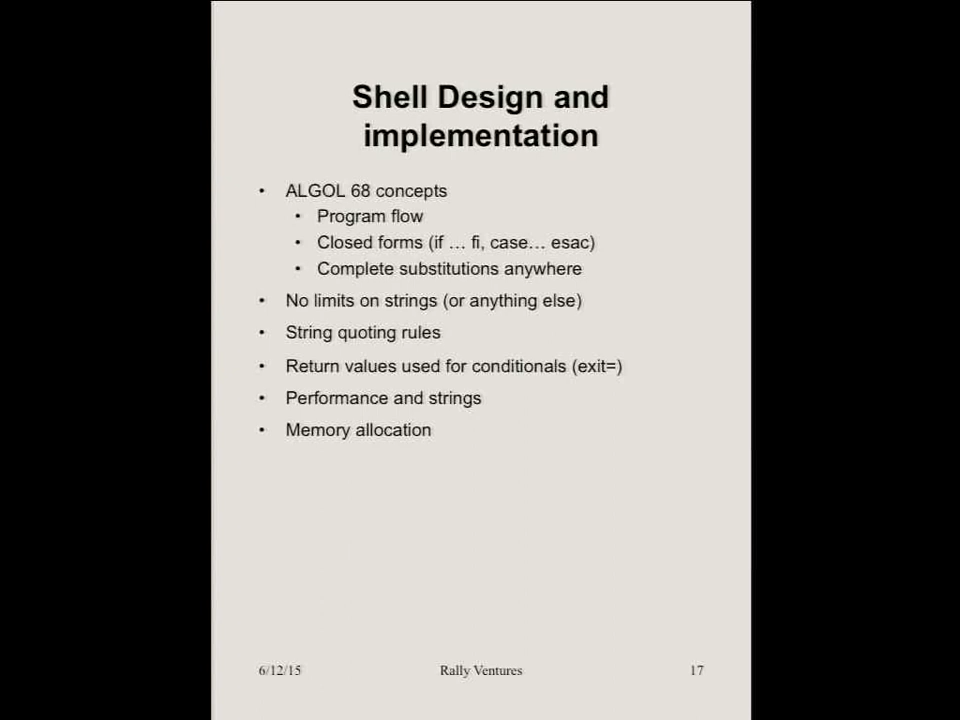 Shell Design and
implementation
• ALGOL 68 concepts
• Program flow
• Closed forms (if … fi, case… esac)
• Complete substitutions anywhere
• No limits on strings (or anything else)
• String quoting rules
• Return values used for conditionals (exit=)
• Performance and strings
• Memory allocation
6/12/15 Rally Ventures 17